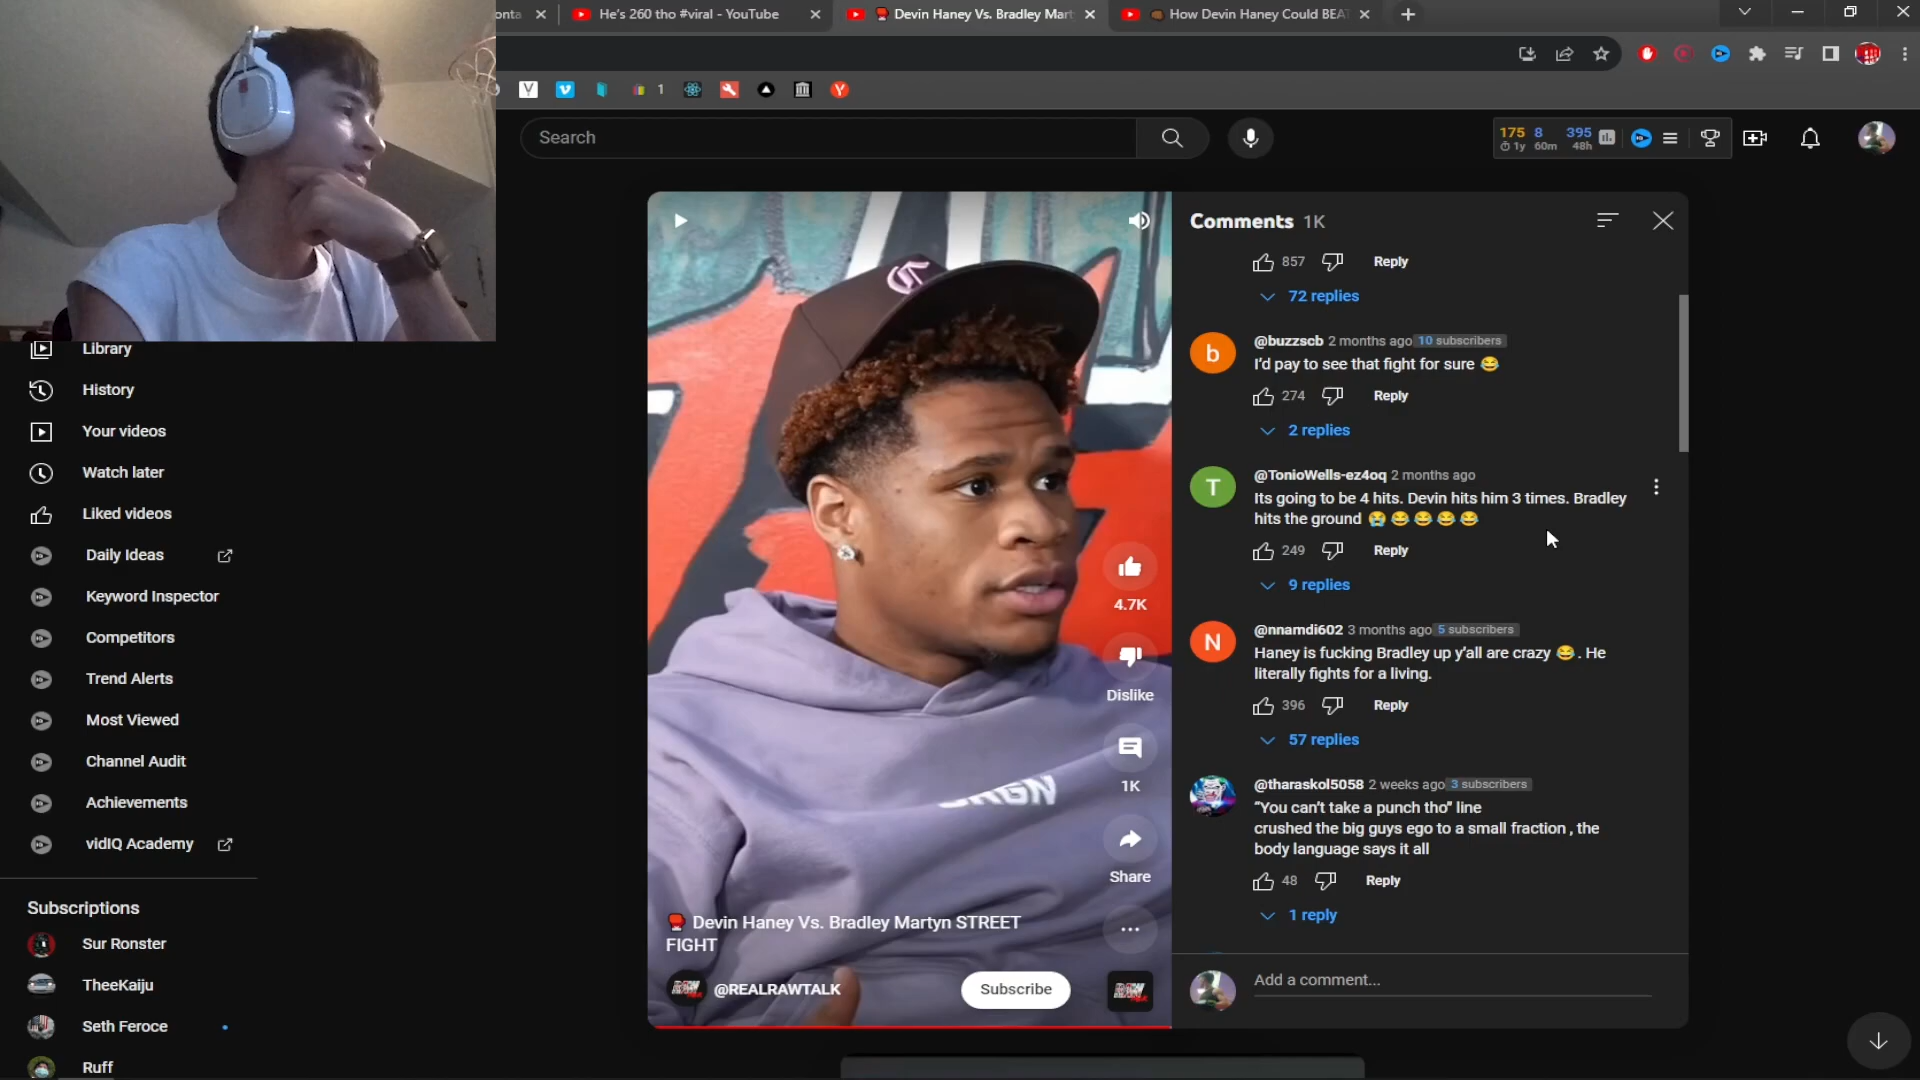 onta
He's 260 tho #viral - YouTube
Devin Haney Vs. Bradley Mart
How Devin Haney Could BEA
1
Search
175 8 395
1y 60m 48h
Library
History
Your videos
Watch later
Liked videos
Daily Ideas
Keyword Inspector
Competitors
Trend Alerts
Most Viewed
Channel Audit
Achievements
vidIQ Academy
Subscriptions
Sur Ronster
TheeKaiju
Seth Feroce
Ruff
4.7K
Dislike
1K
Share
🥊 Devin Haney Vs. Bradley Martyn STREET
FIGHT
@REALRAWTALK
Subscribe
Comments 1K
857 Reply
72 replies
b
@buzzscb 2 months ago 10 subscribers
I'd pay to see that fight for sure 😂
274 Reply
2 replies
T
@TonioWells-ez4oq 2 months ago
Its going to be 4 hits. Devin hits him 3 times. Bradley
hits the ground 😭😂😂😂😂
249 Reply
9 replies
N
@nnamdi602 3 months ago 5 subscribers
Haney is fucking Bradley up y'all are crazy 😂. He
literally fights for a living.
396 Reply
57 replies
@tharaskol5058 2 weeks ago 3 subscribers
“You can't take a punch tho” line
crushed the big guys ego to a small fraction , the
body language says it all
48 Reply
1 reply
Add a comment...